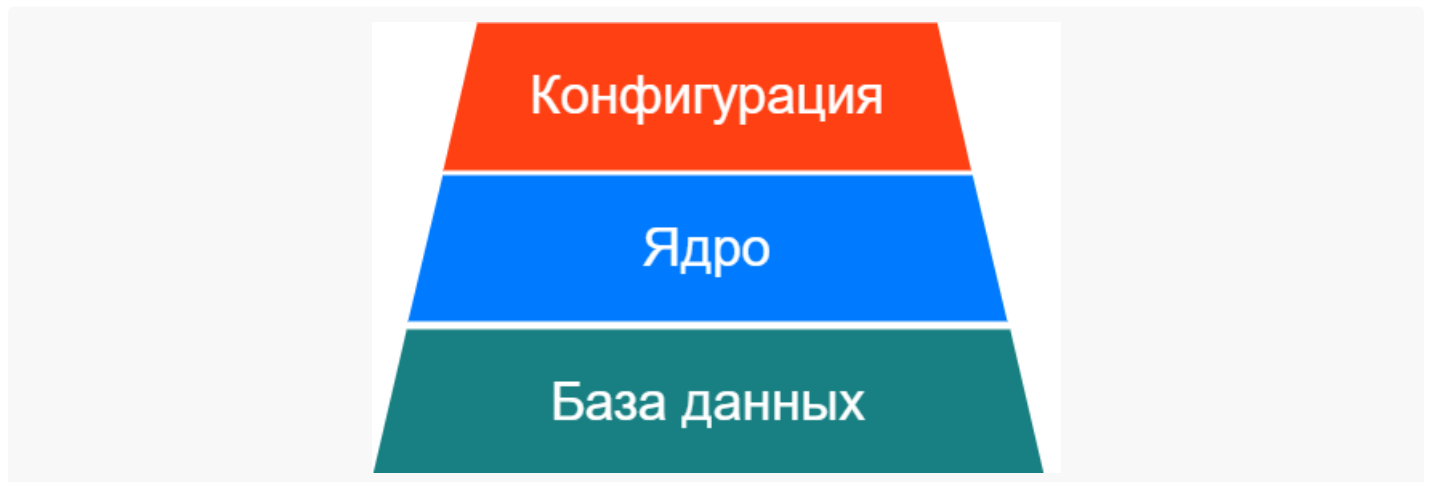 Конфигурация
Ядро
База данных